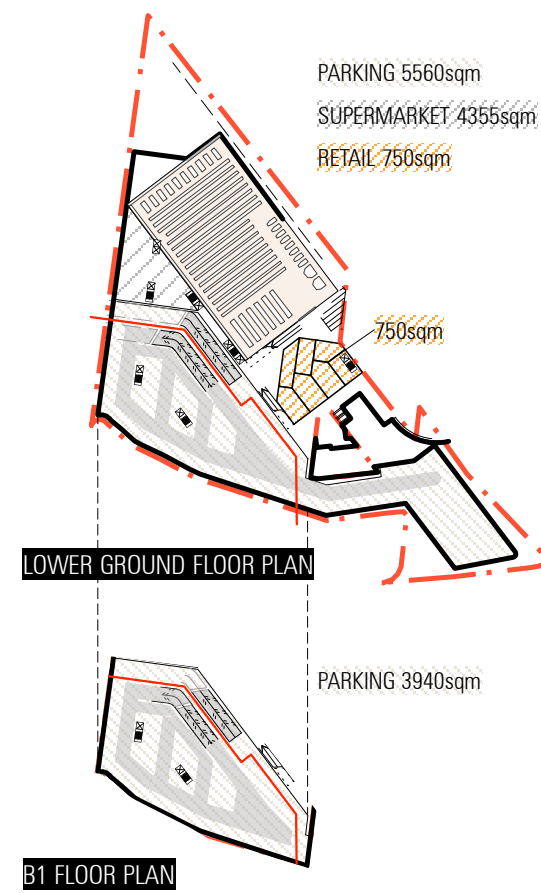 PARKING 5560sqm
SUPERMARKET 4355sqm
RETAIL 750sqm
750sqm
LOWER GROUND FLOOR PLAN
PARKING 3940sqm
B1 FLOOR PLAN